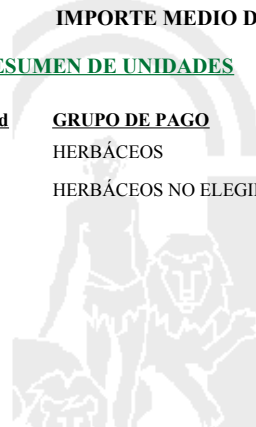 IMPORTE MEDIO D
ESUMEN DE UNIDADES
d GRUPO DE PAGO
HERBÁCEOS
HERBÁCEOS NO ELEGI